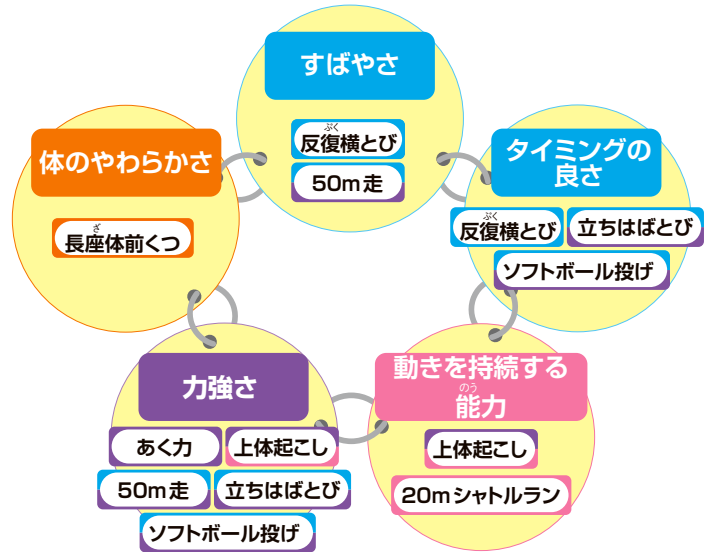 すばやさ
反復横とび
ぷく
50m走
体のやわらかさ
長座体前くつ
ざ
タイミングの
良さ
反復横とび
ぷく
立ちはばとび
ソフトボール投げ
力強さ
あく力
上体起こし
50m走
立ちはばとび
ソフトボール投げ
動きを持続する
能力
のう
上体起こし
20mシャトルラン